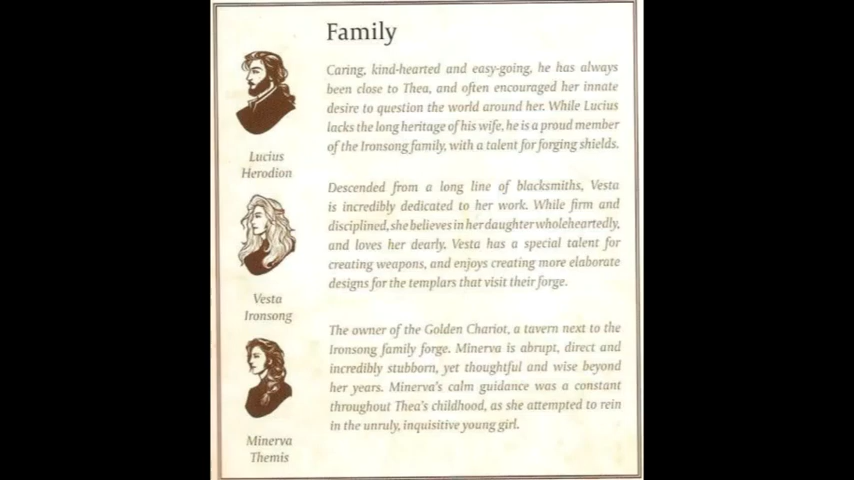 Family
Caring, kind-hearted and easy-going, he has always
been close to Thea, and often encouraged her innate
desire to question the world around her. While Lucius
lacks the long heritage of his wife, he is a proud member
of the Ironsong family, with a talent for forging shields.
Lucius
Herodion
Descended from a long line of blacksmiths, Vesta
is incredibly dedicated to her work. While firm and
disciplined, she believes in her daughter wholeheartedly,
and loves her dearly. Vesta has a special talent for
creating weapons, and enjoys creating more elaborate
designs for the templars that visit their forge.
Vesta
Ironsong
The owner of the Golden Chariot, a tavern next to the
Ironsong family forge. Minerva is abrupt, direct and
incredibly stubborn, yet thoughtful and wise beyond
her years. Minerva's calm guidance was a constant
throughout Thea's childhood, as she attempted to rein
in the unruly, inquisitive young girl.
Minerva
Themis